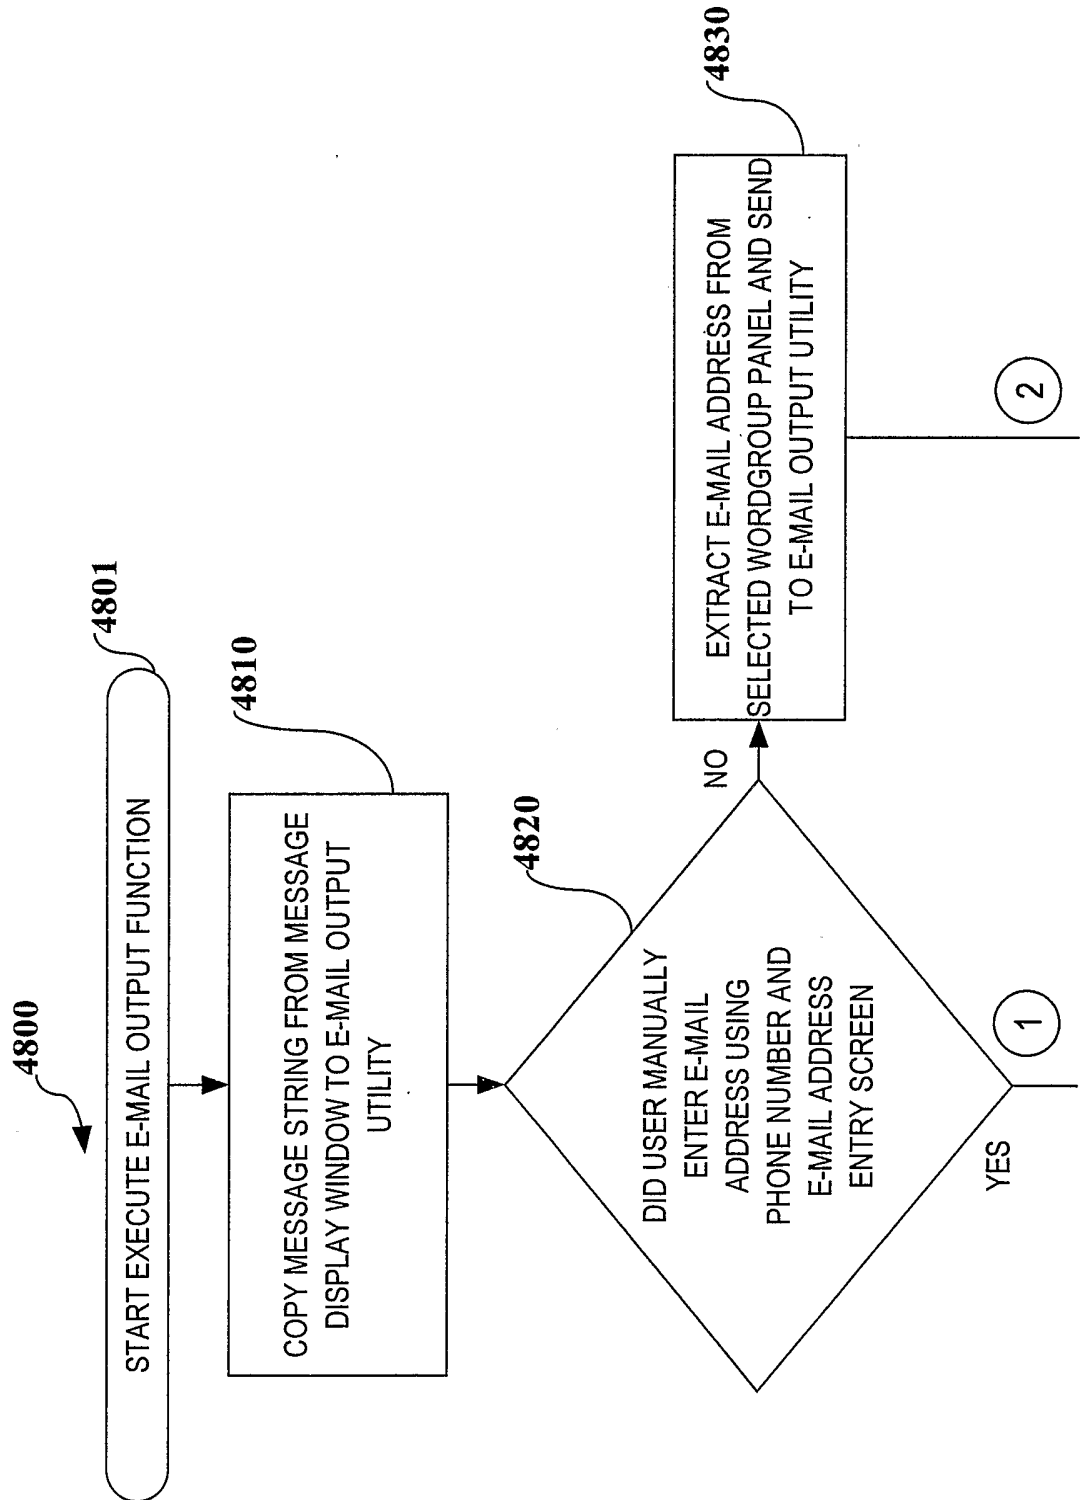 4800
4801
START EXECUTE E-MAIL OUTPUT FUNCTION
4810
COPY MESSAGE STRING FROM MESSAGE
DISPLAY WINDOW TO E-MAIL OUTPUT
UTILITY
4820
DID USER MANUALLY
ENTER E-MAIL
ADDRESS USING
PHONE NUMBER AND
E-MAIL ADDRESS
ENTRY SCREEN
NO
4830
EXTRACT E-MAIL ADDRESS FROM
SELECTED WORDGROUP PANEL AND SEND
TO E-MAIL OUTPUT UTILITY
YES
1
2